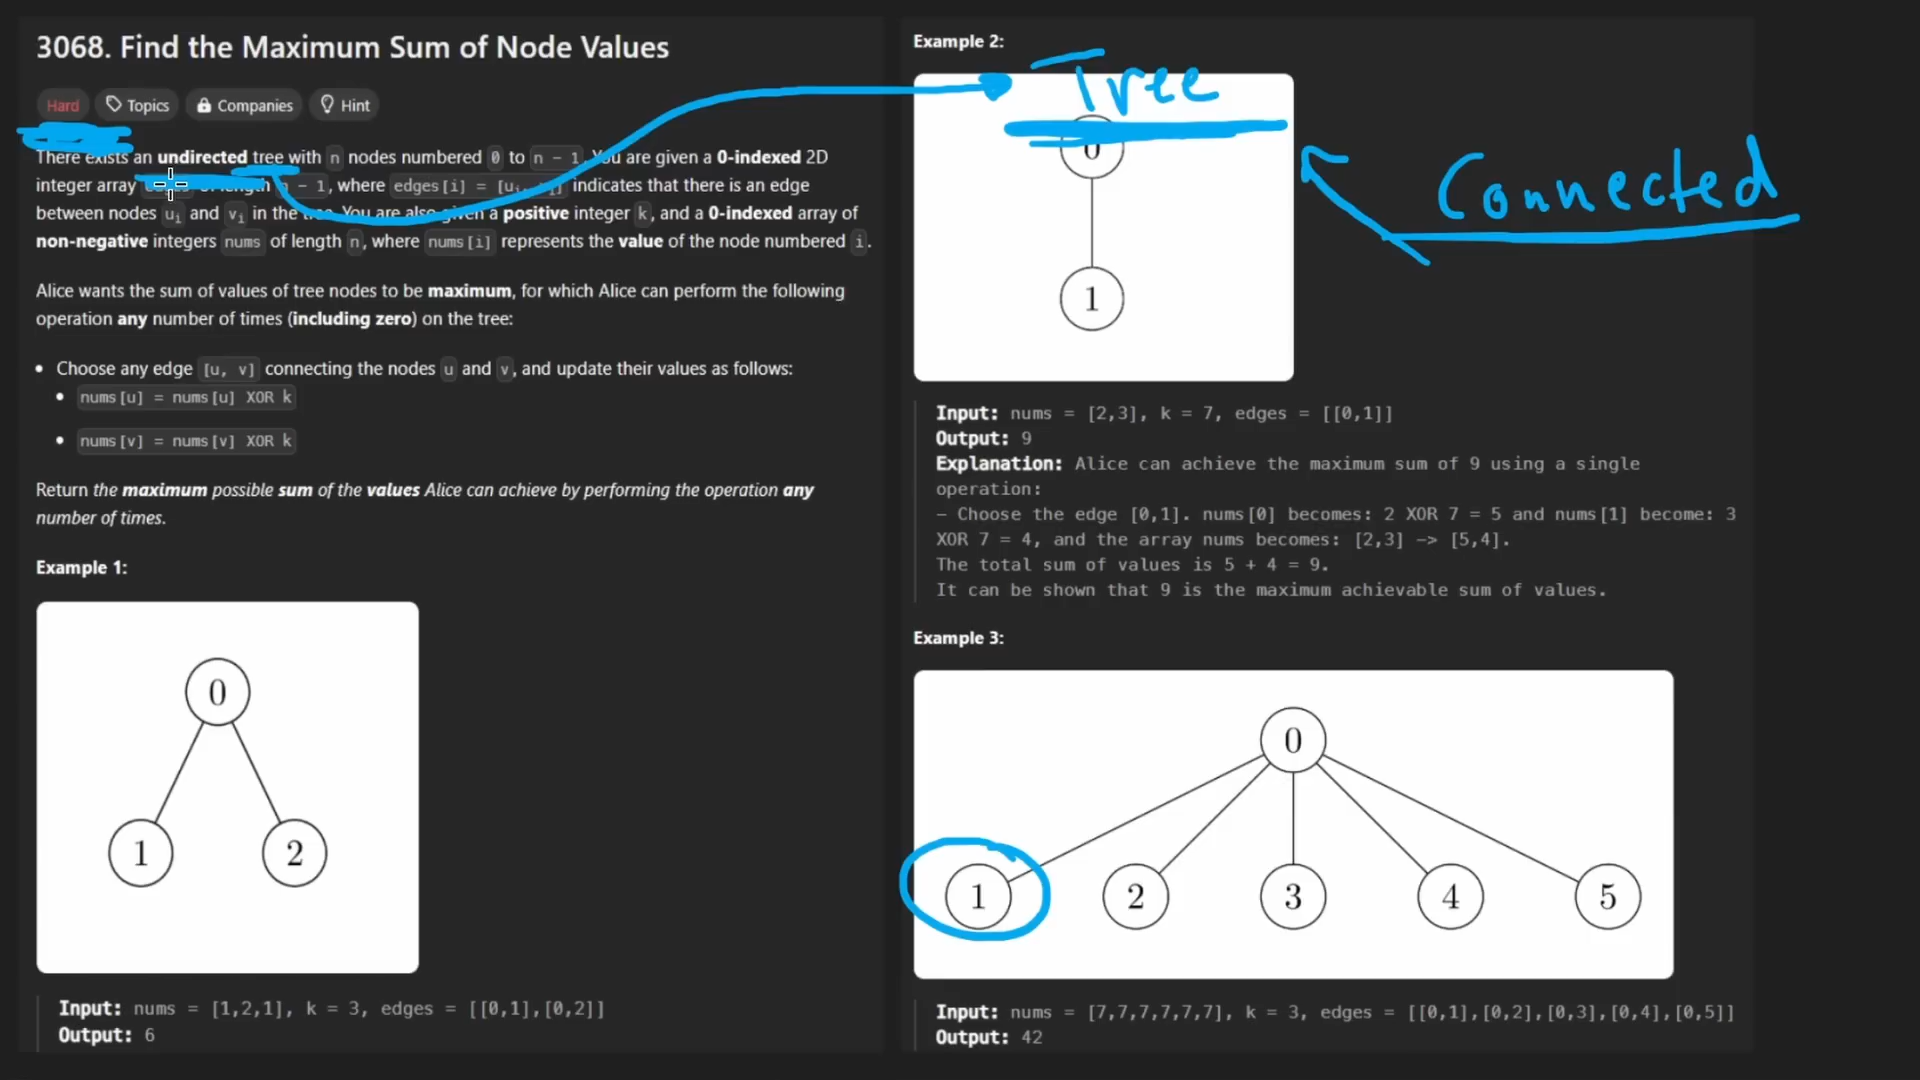 3068. Find the Maximum Sum of Node Values
Hard Topics Companies Hint
There exists an undirected tree with n nodes numbered 0 to n - 1. You are given a 0-indexed 2D
integer array of length n - 1, where edges[i] = [ui, vi] indicates that there is an edge
between nodes ui and vi in the tree. You are also given a positive integer k, and a 0-indexed array of
non-negative integers nums of length n, where nums[i] represents the value of the node numbered i.
Alice wants the sum of values of tree nodes to be maximum, for which Alice can perform the following
operation any number of times (including zero) on the tree:
• Choose any edge [u, v] connecting the nodes u and v, and update their values as follows:
• nums[u] = nums[u] XOR k
• nums[v] = nums[v] XOR k
Return the maximum possible sum of the values Alice can achieve by performing the operation any
number of times.
Example 1:
0
1 2
Input: nums = [1,2,1], k = 3, edges = [[0,1],[0,2]]
Output: 6
Example 2:
Tree
Connected
0
1
Input: nums = [2,3], k = 7, edges = [[0,1]]
Output: 9
Explanation: Alice can achieve the maximum sum of 9 using a single
operation:
- Choose the edge [0,1]. nums[0] becomes: 2 XOR 7 = 5 and nums[1] become: 3
XOR 7 = 4, and the array nums becomes: [2,3] -> [5,4].
The total sum of values is 5 + 4 = 9.
It can be shown that 9 is the maximum achievable sum of values.
Example 3:
0
1 2 3 4 5
Input: nums = [7,7,7,7,7,7], k = 3, edges = [[0,1],[0,2],[0,3],[0,4],[0,5]]
Output: 42